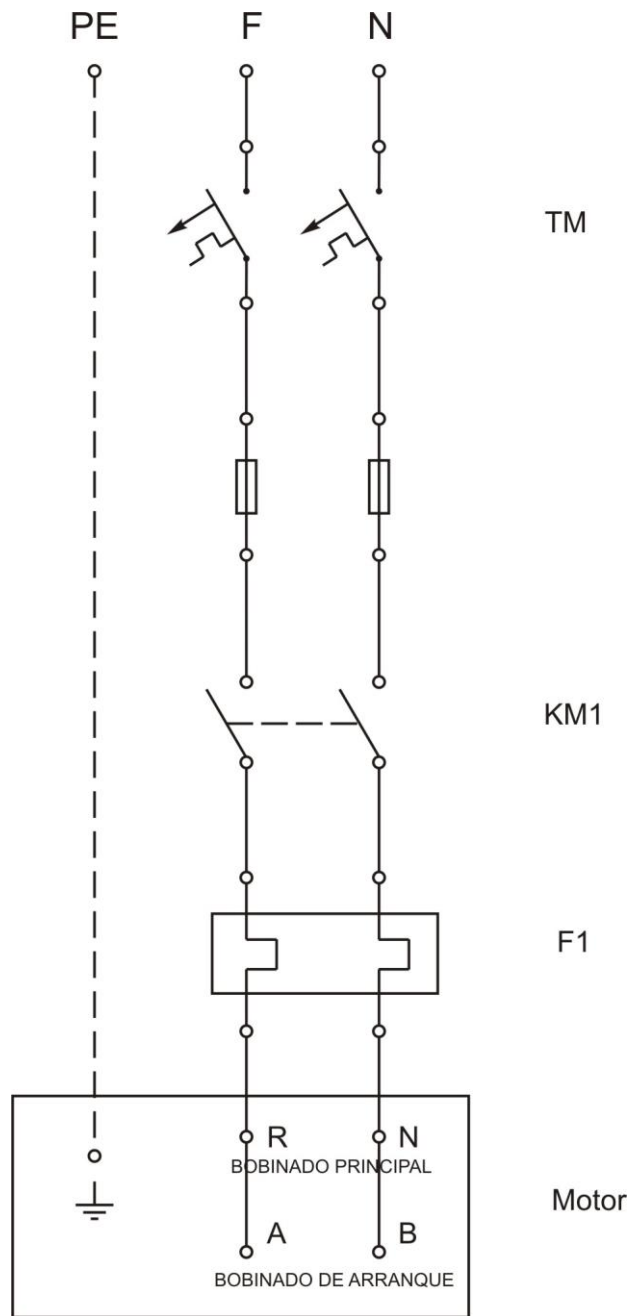 PE F N
TM
KM1
F1
R N
BOBINADO PRINCIPAL
Motor
A B
BOBINADO DE ARRANQUE